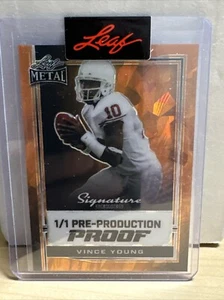 Leaf
Leaf
METAL
10
Signature
1/1 PRE-PRODUCTION
PROOF
VINCE YOUNG